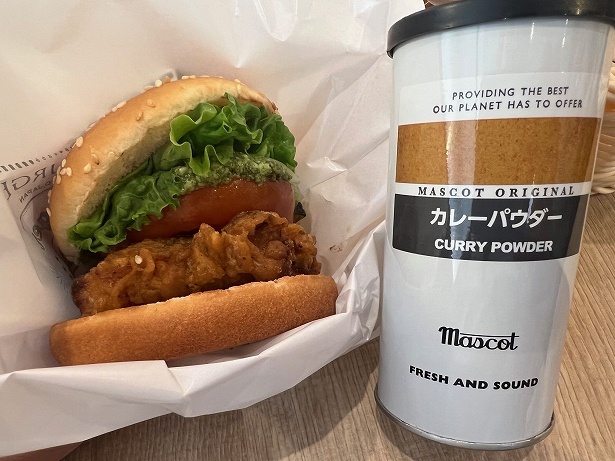 PROVIDING THE BEST
OUR PLANET HAS TO OFFER
MASCOT ORIGINAL
カレーパウダー
CURRY POWDER
mascot
FRESH AND SOUND